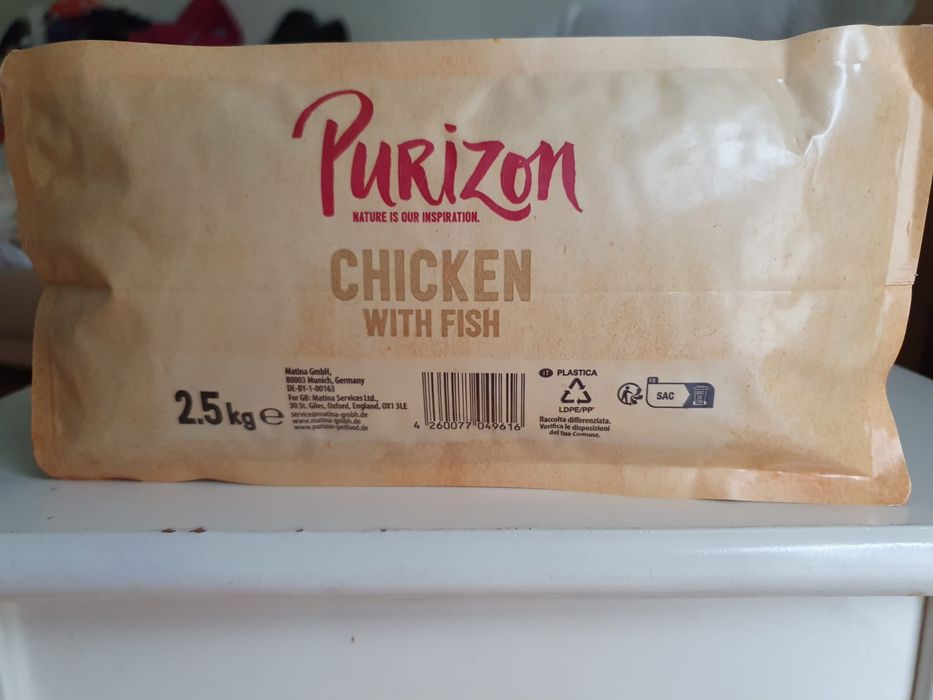 PURIZON
NATURE IS OUR INSPIRATION.
CHICKEN
WITH FISH
2.5 kg e
Matina GmbH,
80003 Munich, Germany
DE-BY-1-00163
For GB: Matina Services Ltd.,
30 St. Giles, Oxford, England, OX1 3LE
service@matina-gmbh.de
www.matina-gmbh.de
www.purizon-petfood.de
4 260077 049616
IT PLASTICA
LDPE/PP
Raccolta differenziata.
Verifica le disposizioni
del tuo Comune.
FR
SAC